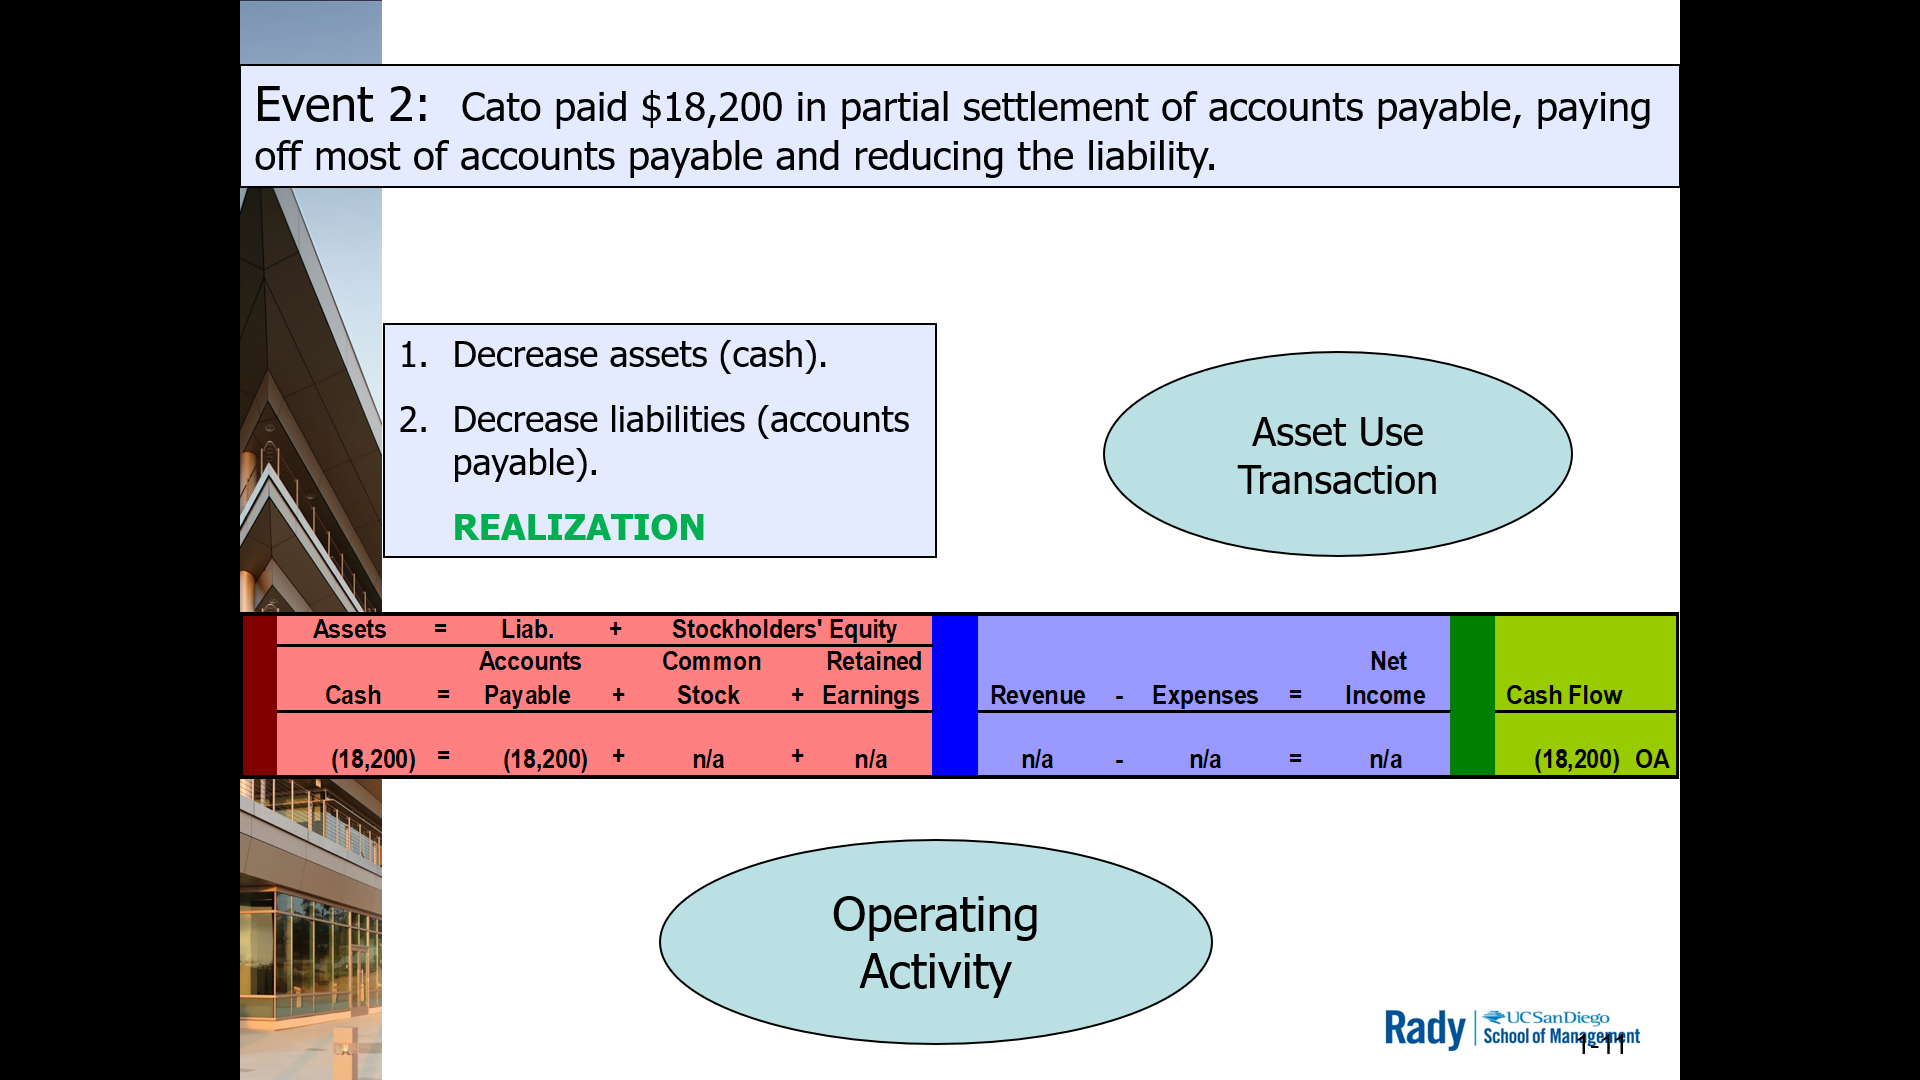 Event 2: Cato paid $18,200 in partial settlement of accounts payable, paying
off most of accounts payable and reducing the liability.
1. Decrease assets (cash).
2. Decrease liabilities (accounts
payable).
REALIZATION
Asset Use
Transaction
Assets = Liab. + Stockholders' Equity
Accounts Common Retained Net
Cash = Payable + Stock + Earnings Revenue - Expenses = Income Cash Flow
(18,200) = (18,200) + n/a + n/a n/a - n/a = n/a (18,200) OA
Operating
Activity
Rady UC San Diego
School of Management
1-11